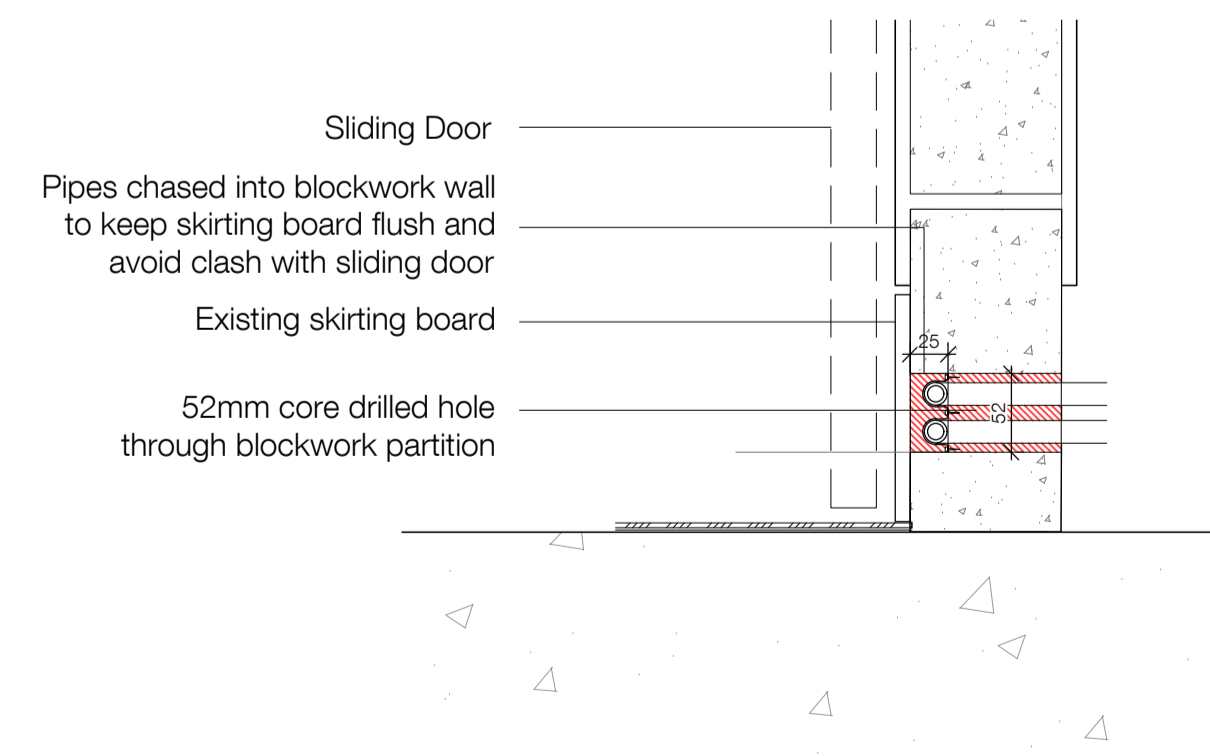 Sliding Door
Pipes chased into blockwork wall
to keep skirting board flush and
avoid clash with sliding door
Existing skirting board
25
52mm core drilled hole
through blockwork partition
52